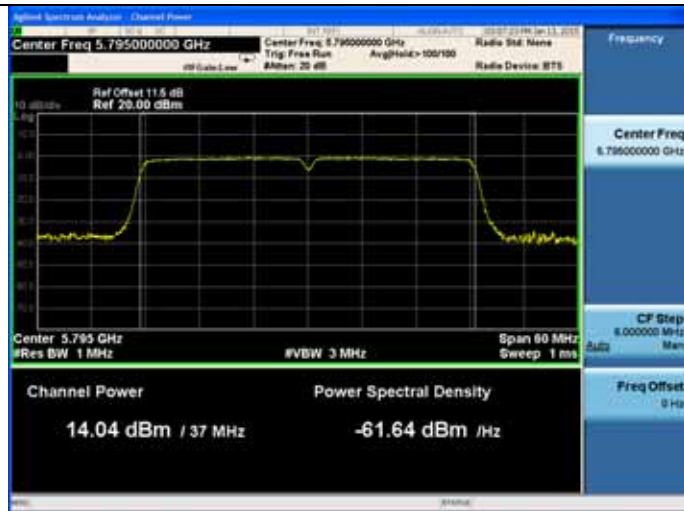 Agilent Spectrum Analyzer - Channel Power
Center Freq 5.795000000 GHz
Center Freq: 5.795000000 GHz
Trig: Free Run
Avg|Hold:> 100/100
#IFGain:Low
#Atten: 20 dB
Radio Std: None
Radio Device: BTS
Ref Offset 11.5 dB
10 dB/div
Ref 20.00 dBm
Log
Center 5.795 GHz
Span 60 MHz
#Res BW 1 MHz
#VBW 3 MHz
Sweep 1 ms
Channel Power
Power Spectral Density
14.04 dBm / 37 MHz
-61.64 dBm /Hz
Frequency
Center Freq
5.795000000 GHz
CF Step
6.000000 MHz
Auto
Man
Freq Offset
0 Hz
MSG
STATUS